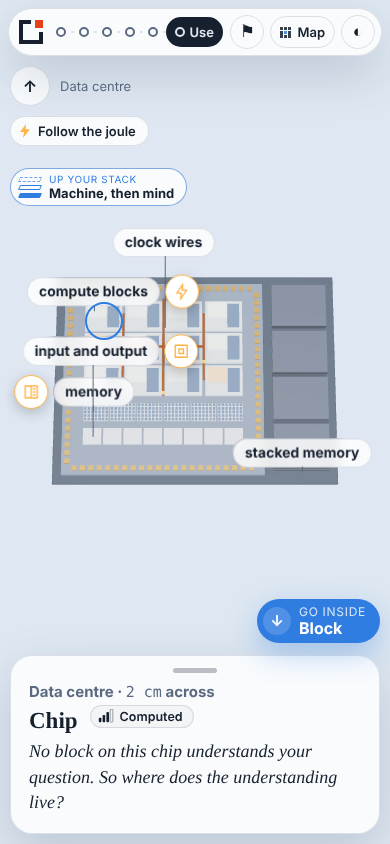 Use
Map
Data centre
Follow the joule
UP YOUR STACK
Machine, then mind
clock wires
compute blocks
input and output
memory
stacked memory
GO INSIDE
Block
Data centre · 2 cm across
Chip
Computed
No block on this chip understands your
question. So where does the understanding
live?